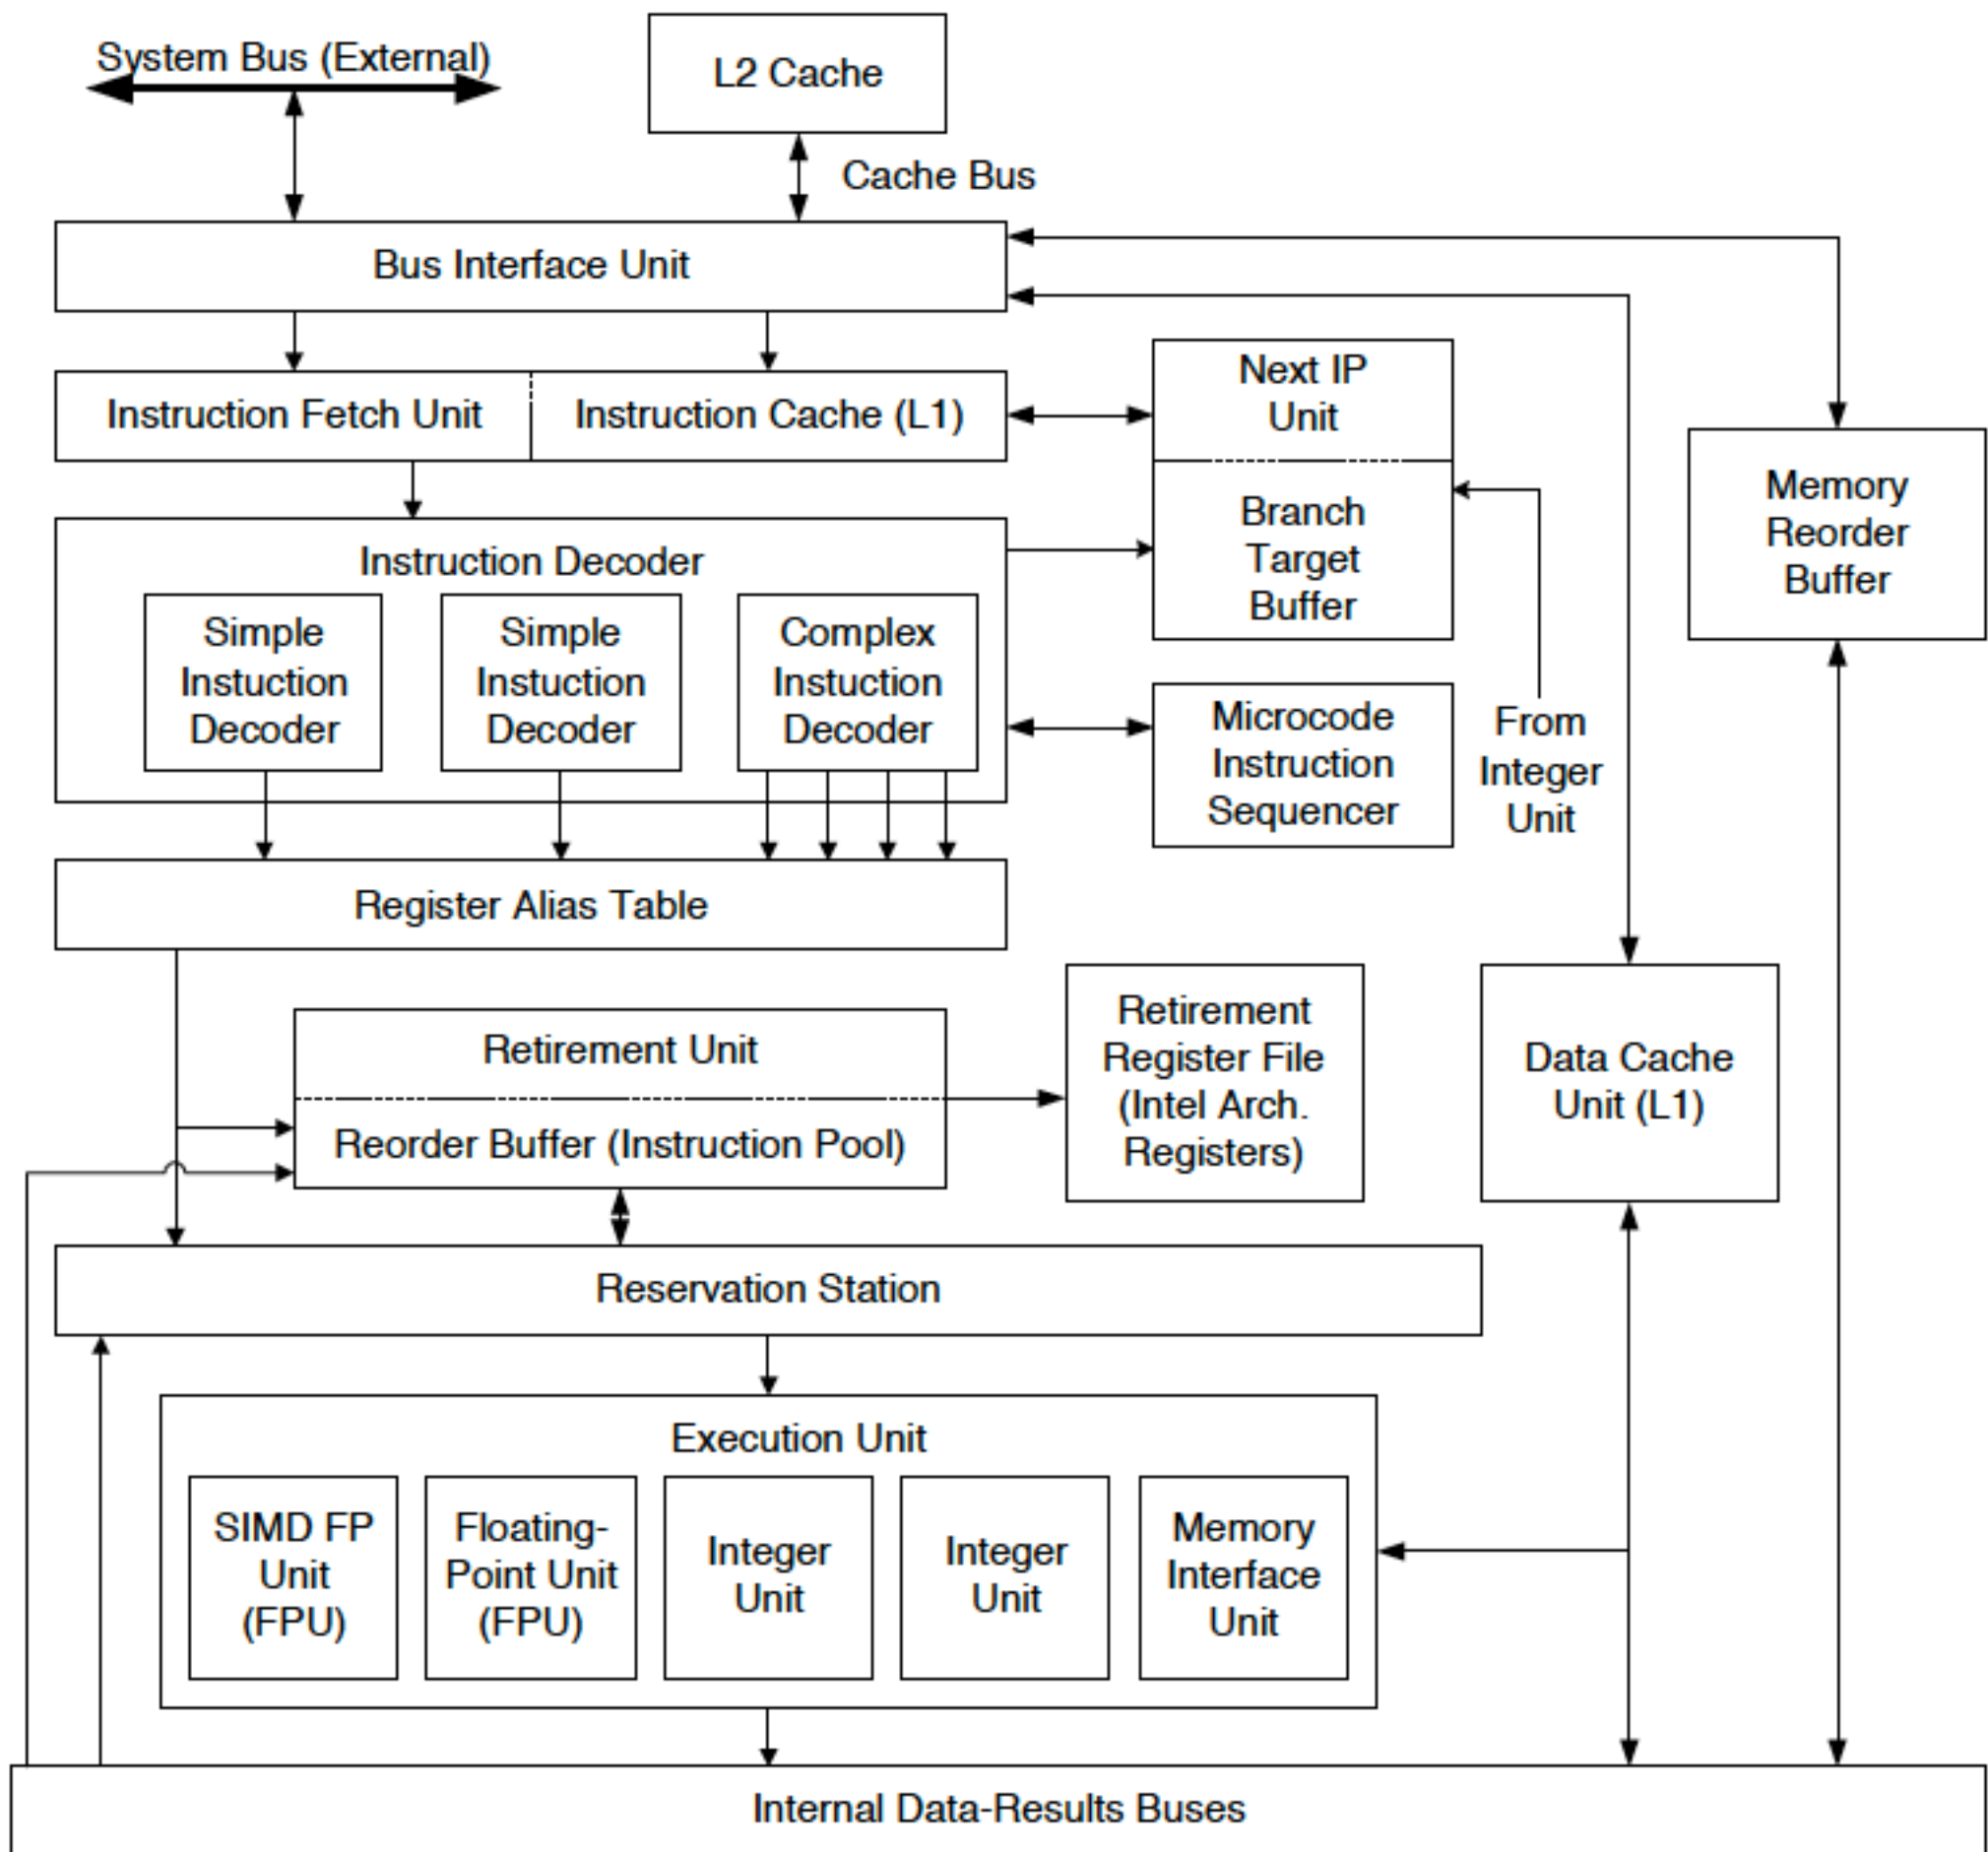 System Bus (External)
L2 Cache
Cache Bus
Bus Interface Unit
Instruction Fetch Unit
Instruction Cache (L1)
Next IP
Unit
Branch
Target
Buffer
Memory
Reorder
Buffer
Instruction Decoder
Simple
Instuction
Decoder
Simple
Instuction
Decoder
Complex
Instuction
Decoder
Microcode
Instruction
Sequencer
From
Integer
Unit
Register Alias Table
Retirement Unit
Reorder Buffer (Instruction Pool)
Retirement
Register File
(Intel Arch.
Registers)
Data Cache
Unit (L1)
Reservation Station
Execution Unit
SIMD FP
Unit
(FPU)
Floating-
Point Unit
(FPU)
Integer
Unit
Integer
Unit
Memory
Interface
Unit
Internal Data-Results Buses